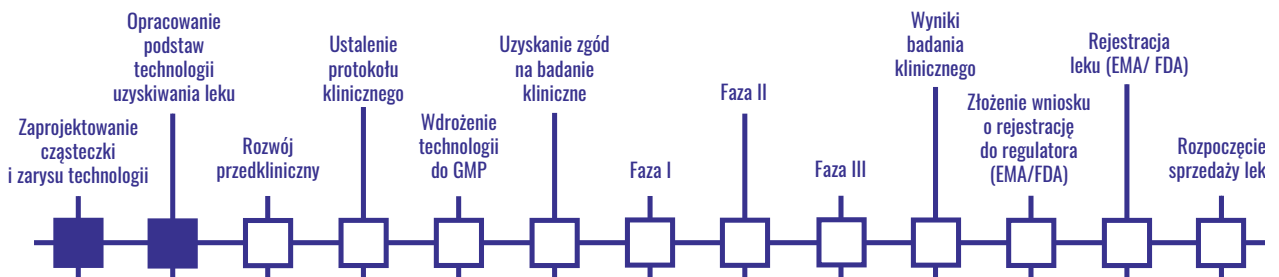 Zaprojektowanie
cząsteczki
i zarysu technologii
Opracowanie
podstaw
technologii
uzyskiwania leku
Rozwój
przedkliniczny
Ustalenie
protokołu
klinicznego
Wdrożenie
technologii
do GMP
Uzyskanie zgód
na badanie
kliniczne
Faza I
Faza II
Faza III
Wyniki
badania
klinicznego
Złożenie wniosku
o rejestrację
do regulatora
(EMA/FDA)
Rejestracja
leku (EMA/ FDA)
Rozpoczęcie
sprzedaży